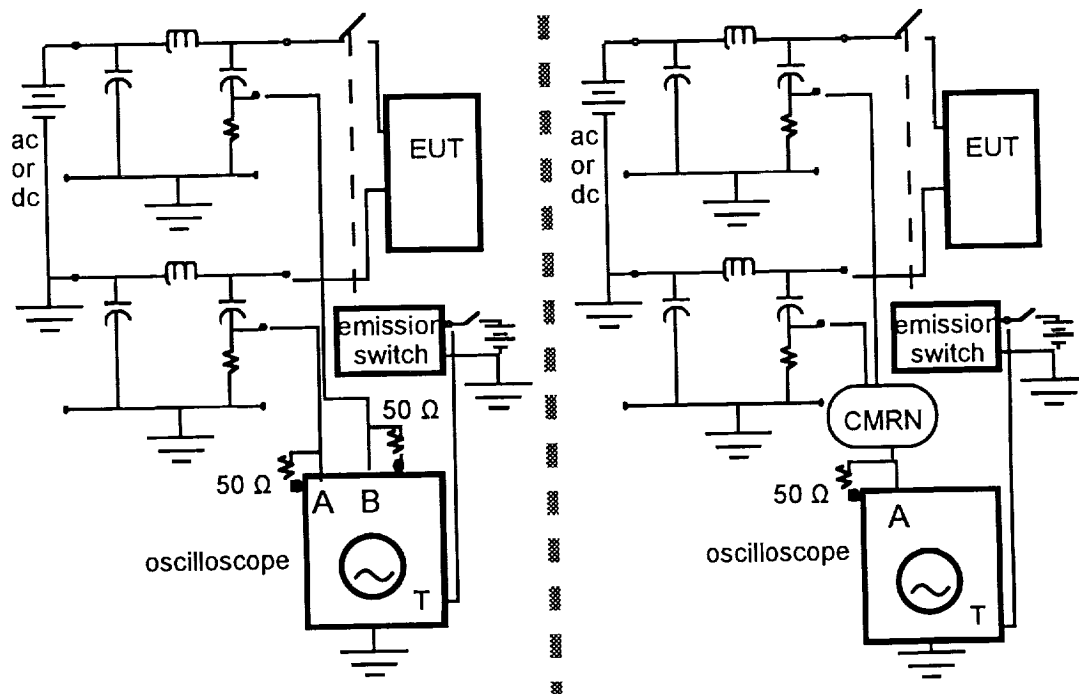 ac
or
dc
EUT
emission
switch
50 Ω
50 Ω
A B
oscilloscope
T
ac
or
dc
EUT
emission
switch
CMRN
50 Ω
A
oscilloscope
T